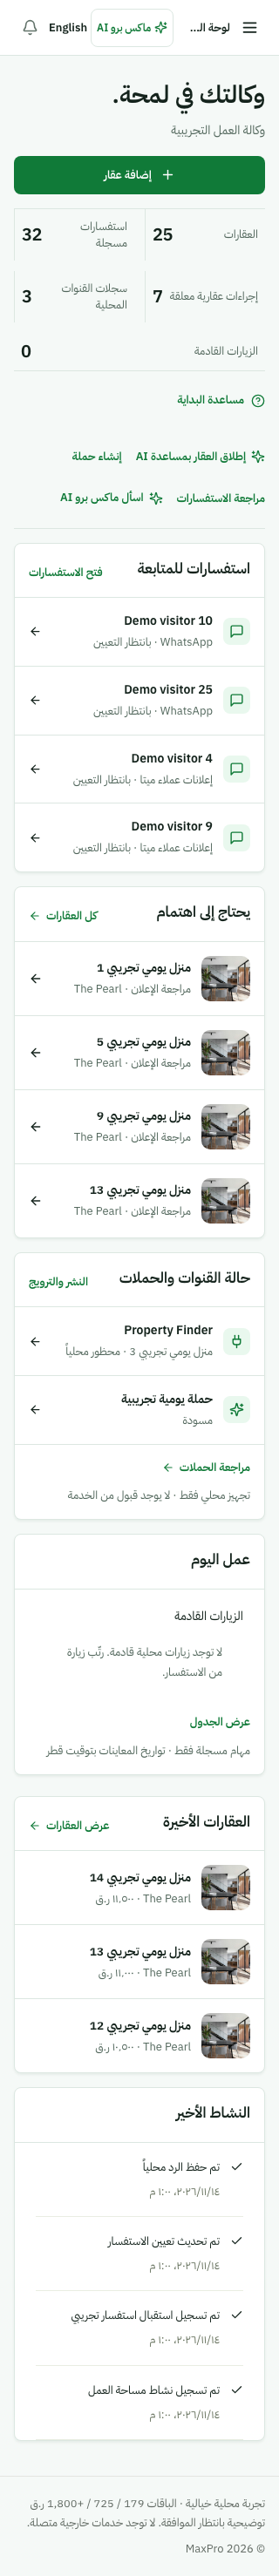 لوحة الـ...
ماكس برو AI
English
وكالتك في لمحة.
وكالة العمل التجريبية
إضافة عقار
العقارات
25
استفسارات مسجلة
32
إجراءات عقارية معلقة
7
سجلات القنوات المحلية
3
الزيارات القادمة
0
مساعدة البداية
إطلاق العقار بمساعدة AI
إنشاء حملة
مراجعة الاستفسارات
اسأل ماكس برو AI
استفسارات للمتابعة
فتح الاستفسارات
Demo visitor 10
WhatsApp · بانتظار التعيين
Demo visitor 25
WhatsApp · بانتظار التعيين
Demo visitor 4
إعلانات عملاء ميتا · بانتظار التعيين
Demo visitor 9
إعلانات عملاء ميتا · بانتظار التعيين
يحتاج إلى اهتمام
كل العقارات
منزل يومي تجريبي 1
مراجعة الإعلان · The Pearl
منزل يومي تجريبي 5
مراجعة الإعلان · The Pearl
منزل يومي تجريبي 9
مراجعة الإعلان · The Pearl
منزل يومي تجريبي 13
مراجعة الإعلان · The Pearl
حالة القنوات والحملات
النشر والترويج
Property Finder
منزل يومي تجريبي 3 · محظور محلياً
حملة يومية تجريبية
مسودة
مراجعة الحملات
تجهيز محلي فقط · لا يوجد قبول من الخدمة
عمل اليوم
الزيارات القادمة
لا توجد زيارات محلية قادمة. رتّب زيارة
من الاستفسار.
عرض الجدول
مهام مسجلة فقط · تواريخ المعاينات بتوقيت قطر
العقارات الأخيرة
عرض العقارات
منزل يومي تجريبي 14
The Pearl · ١١٬٥٠٠ ر.ق
منزل يومي تجريبي 13
The Pearl · ١١٬٠٠٠ ر.ق
منزل يومي تجريبي 12
The Pearl · ١٠٬٥٠٠ ر.ق
النشاط الأخير
تم حفظ الرد محلياً
١٤‏/١١‏/٢٠٢٦، ١:٠٠ م
تم تحديث تعيين الاستفسار
١٤‏/١١‏/٢٠٢٦، ١:٠٠ م
تم تسجيل استقبال استفسار تجريبي
١٤‏/١١‏/٢٠٢٦، ١:٠٠ م
تم تسجيل نشاط مساحة العمل
١٤‏/١١‏/٢٠٢٦، ١:٠٠ م
تجربة محلية خيالية · الباقات 179 / 725 / +1,800 ر.ق
توضيحية بانتظار الموافقة. لا توجد خدمات خارجية متصلة.
© 2026 MaxPro